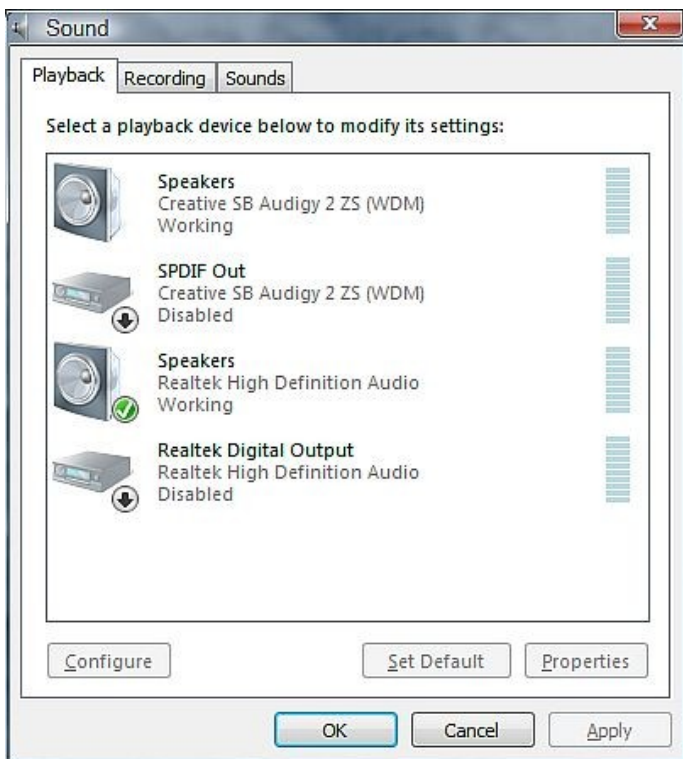 Sound
Playback Recording Sounds
Select a playback device below to modify its settings:
Speakers
Creative SB Audigy 2 ZS (WDM)
Working
SPDIF Out
Creative SB Audigy 2 ZS (WDM)
Disabled
Speakers
Realtek High Definition Audio
Working
Realtek Digital Output
Realtek High Definition Audio
Disabled
Configure Set Default Properties
OK Cancel Apply